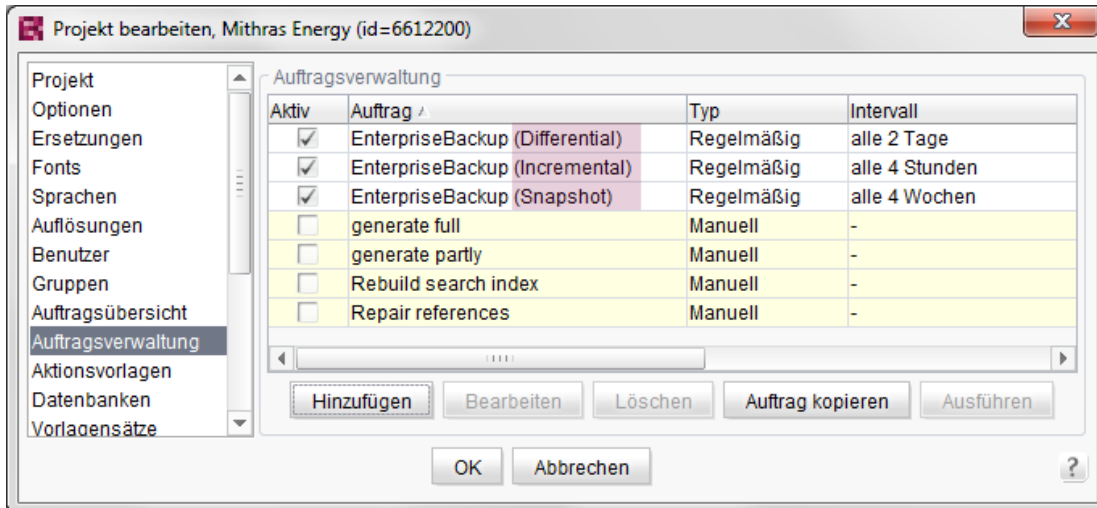 Projekt bearbeiten, Mithras Energy (id=6612200)
Projekt
Optionen
Ersetzungen
Fonts
Sprachen
Auflösungen
Benutzer
Gruppen
Auftragsübersicht
Auftragsverwaltung
Aktionsvorlagen
Datenbanken
Vorlagensätze
Auftragsverwaltung
Aktiv Auftrag Typ Intervall
EnterpriseBackup (Differential) Regelmäßig alle 2 Tage
EnterpriseBackup (Incremental) Regelmäßig alle 4 Stunden
EnterpriseBackup (Snapshot) Regelmäßig alle 4 Wochen
generate full Manuell -
generate partly Manuell -
Rebuild search index Manuell -
Repair references Manuell -
Hinzufügen Bearbeiten Löschen Auftrag kopieren Ausführen
OK Abbrechen ?